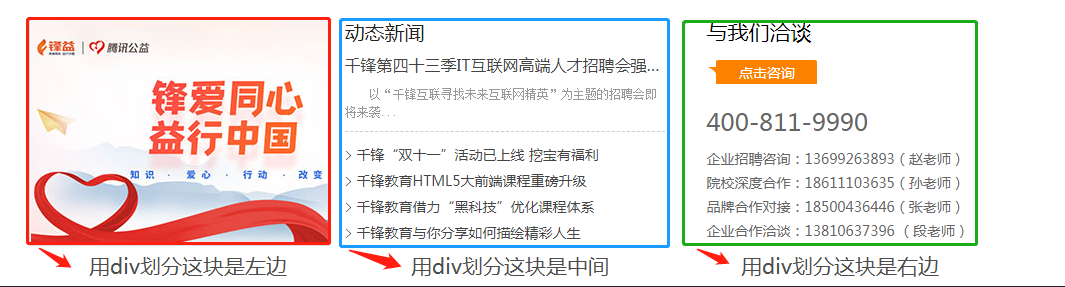 锋益 | 腾讯公益
锋爱同心
益行中国
知识 · 爱心 · 行动 · 改变
动态新闻
千锋第四十三季IT互联网高端人才招聘会强...
以“千锋互联寻找未来互联网精英”为主题的招聘会即
将来袭...
> 千锋“双十一”活动已上线 挖宝有福利
> 千锋教育HTML5大前端课程重磅升级
> 千锋教育借力“黑科技”优化课程体系
> 千锋教育与你分享如何描绘精彩人生
与我们洽谈
点击咨询
400-811-9990
企业招聘咨询：13699263893 ( 赵老师 )
院校深度合作：18611103635 ( 孙老师 )
品牌合作对接：18500436446 ( 张老师 )
企业合作洽谈：13810637396 ( 段老师 )
用div划分这块是左边
用div划分这块是中间
用div划分这块是右边